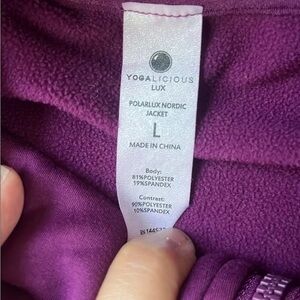 YOGALICIOUS
LUX
POLARLUX NORDIC
JACKET
L
MADE IN CHINA
Body:
81%POLYESTER
19%SPANDEX
Contrast:
90%POLYESTER
10%SPANDEX